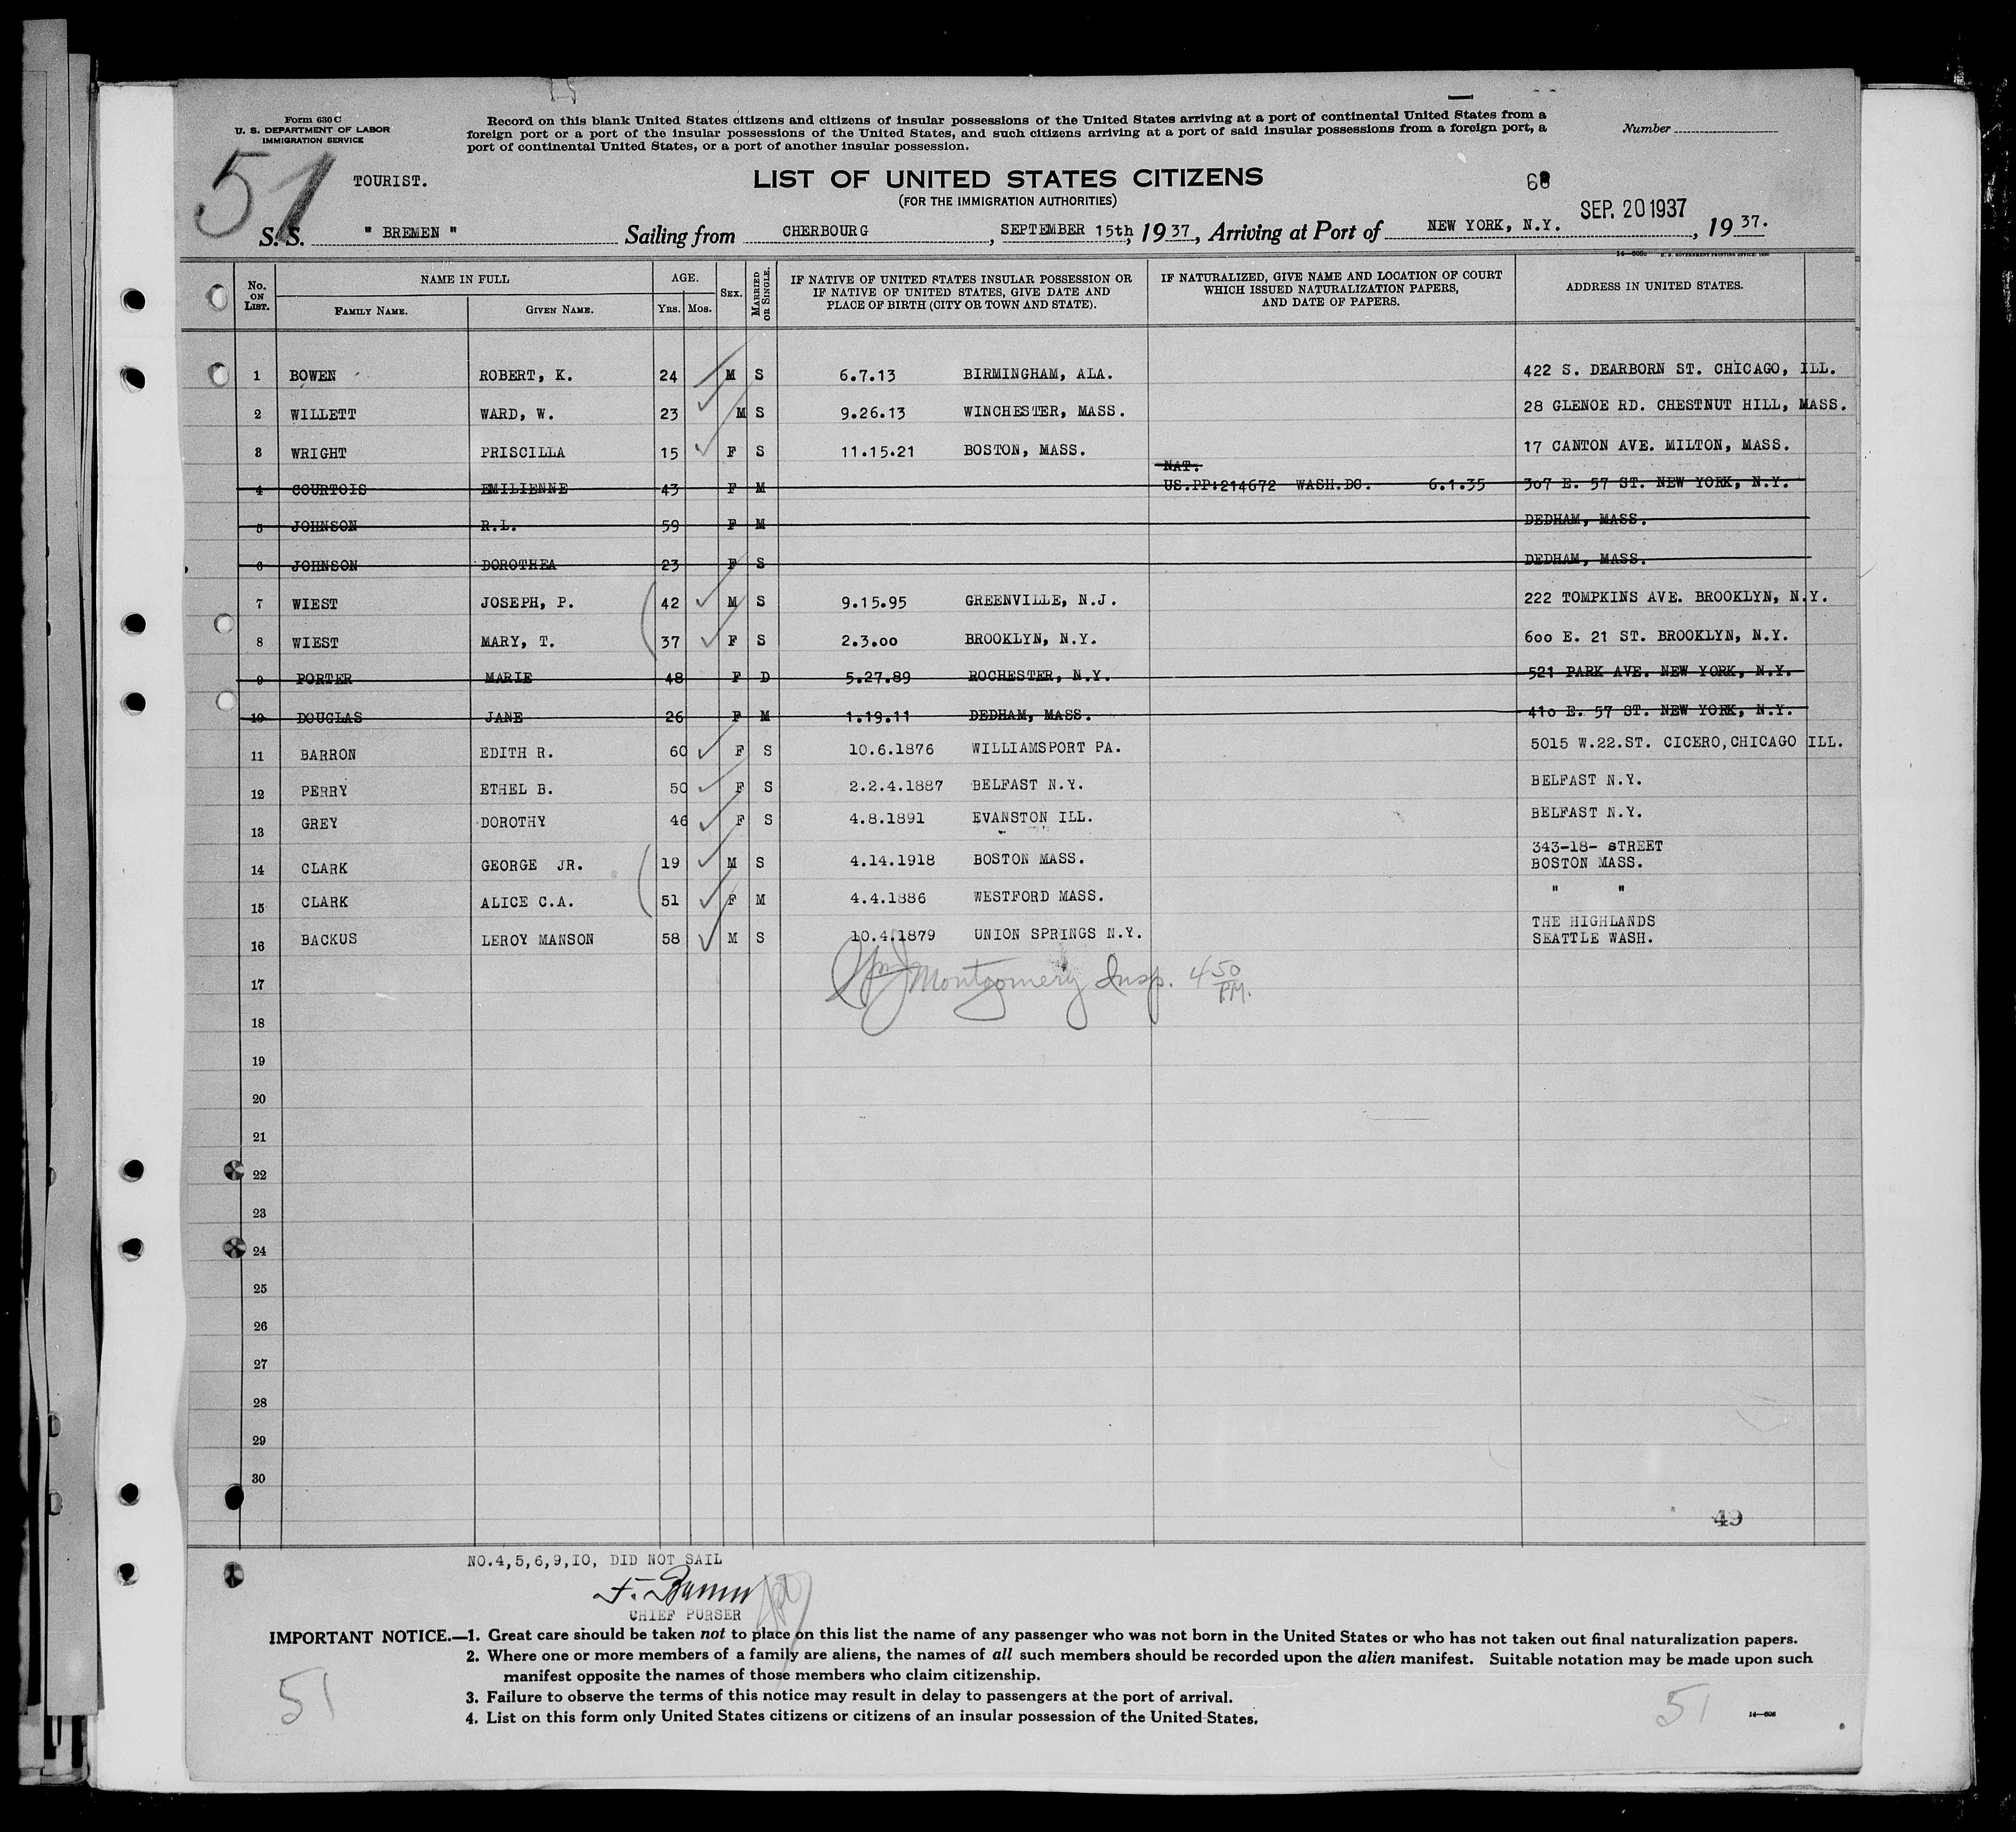 Form 630 C
U. S. DEPARTMENT OF LABOR
IMMIGRATION SERVICE
Record on this blank United States citizens and citizens of insular possessions of the United States arriving at a port of continental United States from a
foreign port or a port of the insular possessions of the United States, and such citizens arriving at a port of said insular possessions from a foreign port, a
port of continental United States, or a port of another insular possession.
Number
51
TOURIST.
LIST OF UNITED STATES CITIZENS
(FOR THE IMMIGRATION AUTHORITIES)
SEP. 20 1937
S. S. " BREMEN " Sailing from CHERBOURG, SEPTEMBER 15th, 1937, Arriving at Port of NEW YORK, N.Y., 1937.
No. ON LIST. NAME IN FULL FAMILY NAME. GIVEN NAME. AGE. YRS. MOS. SEX. MARRIED OR SINGLE. IF NATIVE OF UNITED STATES INSULAR POSSESSION OR IF NATIVE OF UNITED STATES, GIVE DATE AND PLACE OF BIRTH (CITY OR TOWN AND STATE). IF NATURALIZED, GIVE NAME AND LOCATION OF COURT WHICH ISSUED NATURALIZATION PAPERS, AND DATE OF PAPERS. ADDRESS IN UNITED STATES.
1 BOWEN ROBERT, K. 24 M S 6.7.13 BIRMINGHAM, ALA. 422 S. DEARBORN ST. CHICAGO, ILL.
2 WILLETT WARD, W. 23 M S 9.26.13 WINCHESTER, MASS. 28 GLENOE RD. CHESTNUT HILL, MASS.
3 WRIGHT PRISCILLA 15 F S 11.15.21 BOSTON, MASS. 17 CANTON AVE. MILTON, MASS.
NAT.
4 COURTOIS EMILIENNE 43 F M US.PP:214672 WASH.DC. 6.1.35 307 E. 57 ST. NEW YORK, N.Y.
5 JOHNSON R.L. 59 F M DEDHAM, MASS.
6 JOHNSON DOROTHEA 23 F S DEDHAM, MASS.
7 WIEST JOSEPH, P. 42 M S 9.15.95 GREENVILLE, N.J. 222 TOMPKINS AVE. BROOKLYN, N.Y.
8 WIEST MARY, T. 37 F S 2.3.00 BROOKLYN, N.Y. 600 E. 21 ST. BROOKLYN, N.Y.
9 PORTER MARIE 48 F D 5.27.89 ROCHESTER, N.Y. 521 PARK AVE. NEW YORK, N.Y.
10 DOUGLAS JANE 26 F M 1.19.11 DEDHAM, MASS. 410 E. 57 ST. NEW YORK, N.Y.
11 BARRON EDITH R. 60 F S 10.6.1876 WILLIAMSPORT PA. 5015 W.22.ST. CICERO,CHICAGO ILL.
12 PERRY ETHEL B. 50 F S 2.2.4.1887 BELFAST N.Y. BELFAST N.Y.
13 GREY DOROTHY 46 F S 4.8.1891 EVANSTON ILL. BELFAST N.Y.
343-18- STREET
14 CLARK GEORGE JR. 19 M S 4.14.1918 BOSTON MASS. BOSTON MASS.
15 CLARK ALICE C.A. 51 F M 4.4.1886 WESTFORD MASS. " "
THE HIGHLANDS
16 BACKUS LEROY MANSON 58 M S 10.4.1879 UNION SPRINGS N.Y. SEATTLE WASH.
17 Montgomery Insp. 4 50 P.M.
18
19
20
21
22
23
24
25
26
27
28
29
30
49
NO.4,5,6,9,IO, DID NOT SAIL
CHIEF PURSER
IMPORTANT NOTICE.—1. Great care should be taken not to place on this list the name of any passenger who was not born in the United States or who has not taken out final naturalization papers.
2. Where one or more members of a family are aliens, the names of all such members should be recorded upon the alien manifest. Suitable notation may be made upon such
manifest opposite the names of those members who claim citizenship.
3. Failure to observe the terms of this notice may result in delay to passengers at the port of arrival.
4. List on this form only United States citizens or citizens of an insular possession of the United States.
51
51
14—608